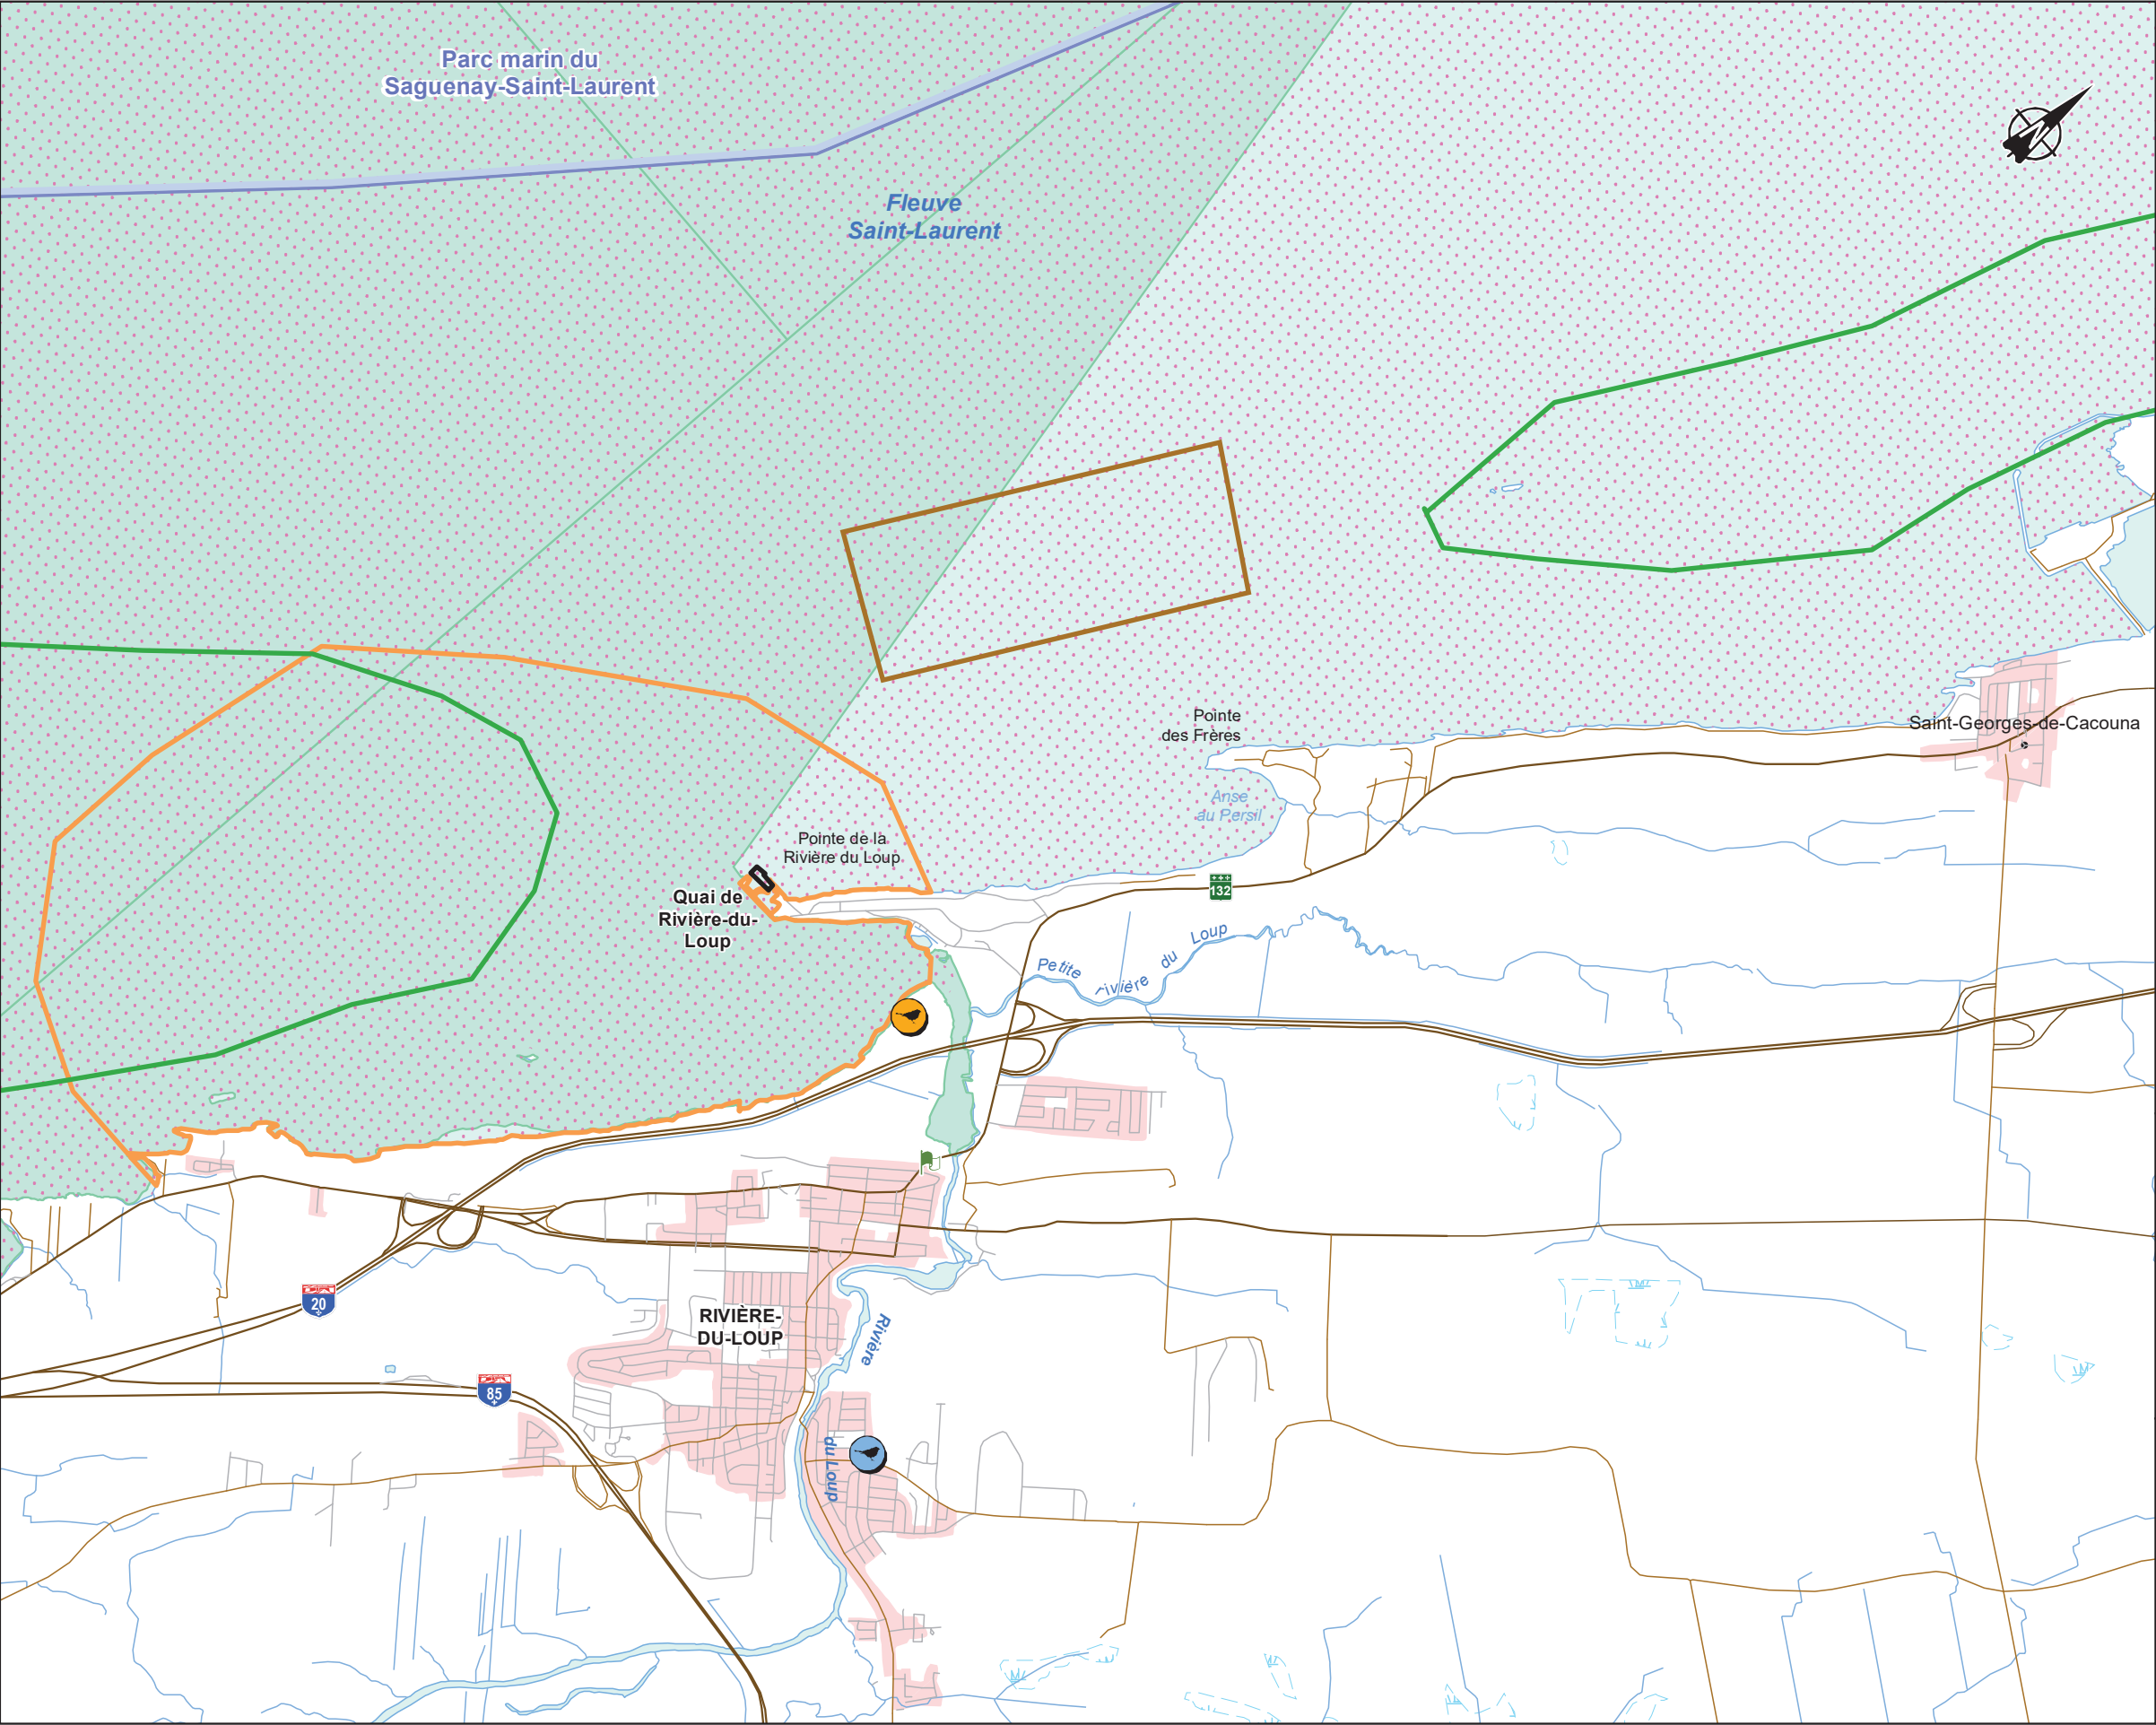 Parc marin du
Saguenay-Saint-Laurent
Fleuve
Saint-Laurent
Pointe
des Frères
Saint-Georges-de-Cacouna
Anse
au Persil
Pointe de la
Rivière du Loup
Quai de
Rivière-du-
Loup
132
Petite rivière du Loup
20
RIVIÈRE-
DU-LOUP
Rivière
du Loup
85